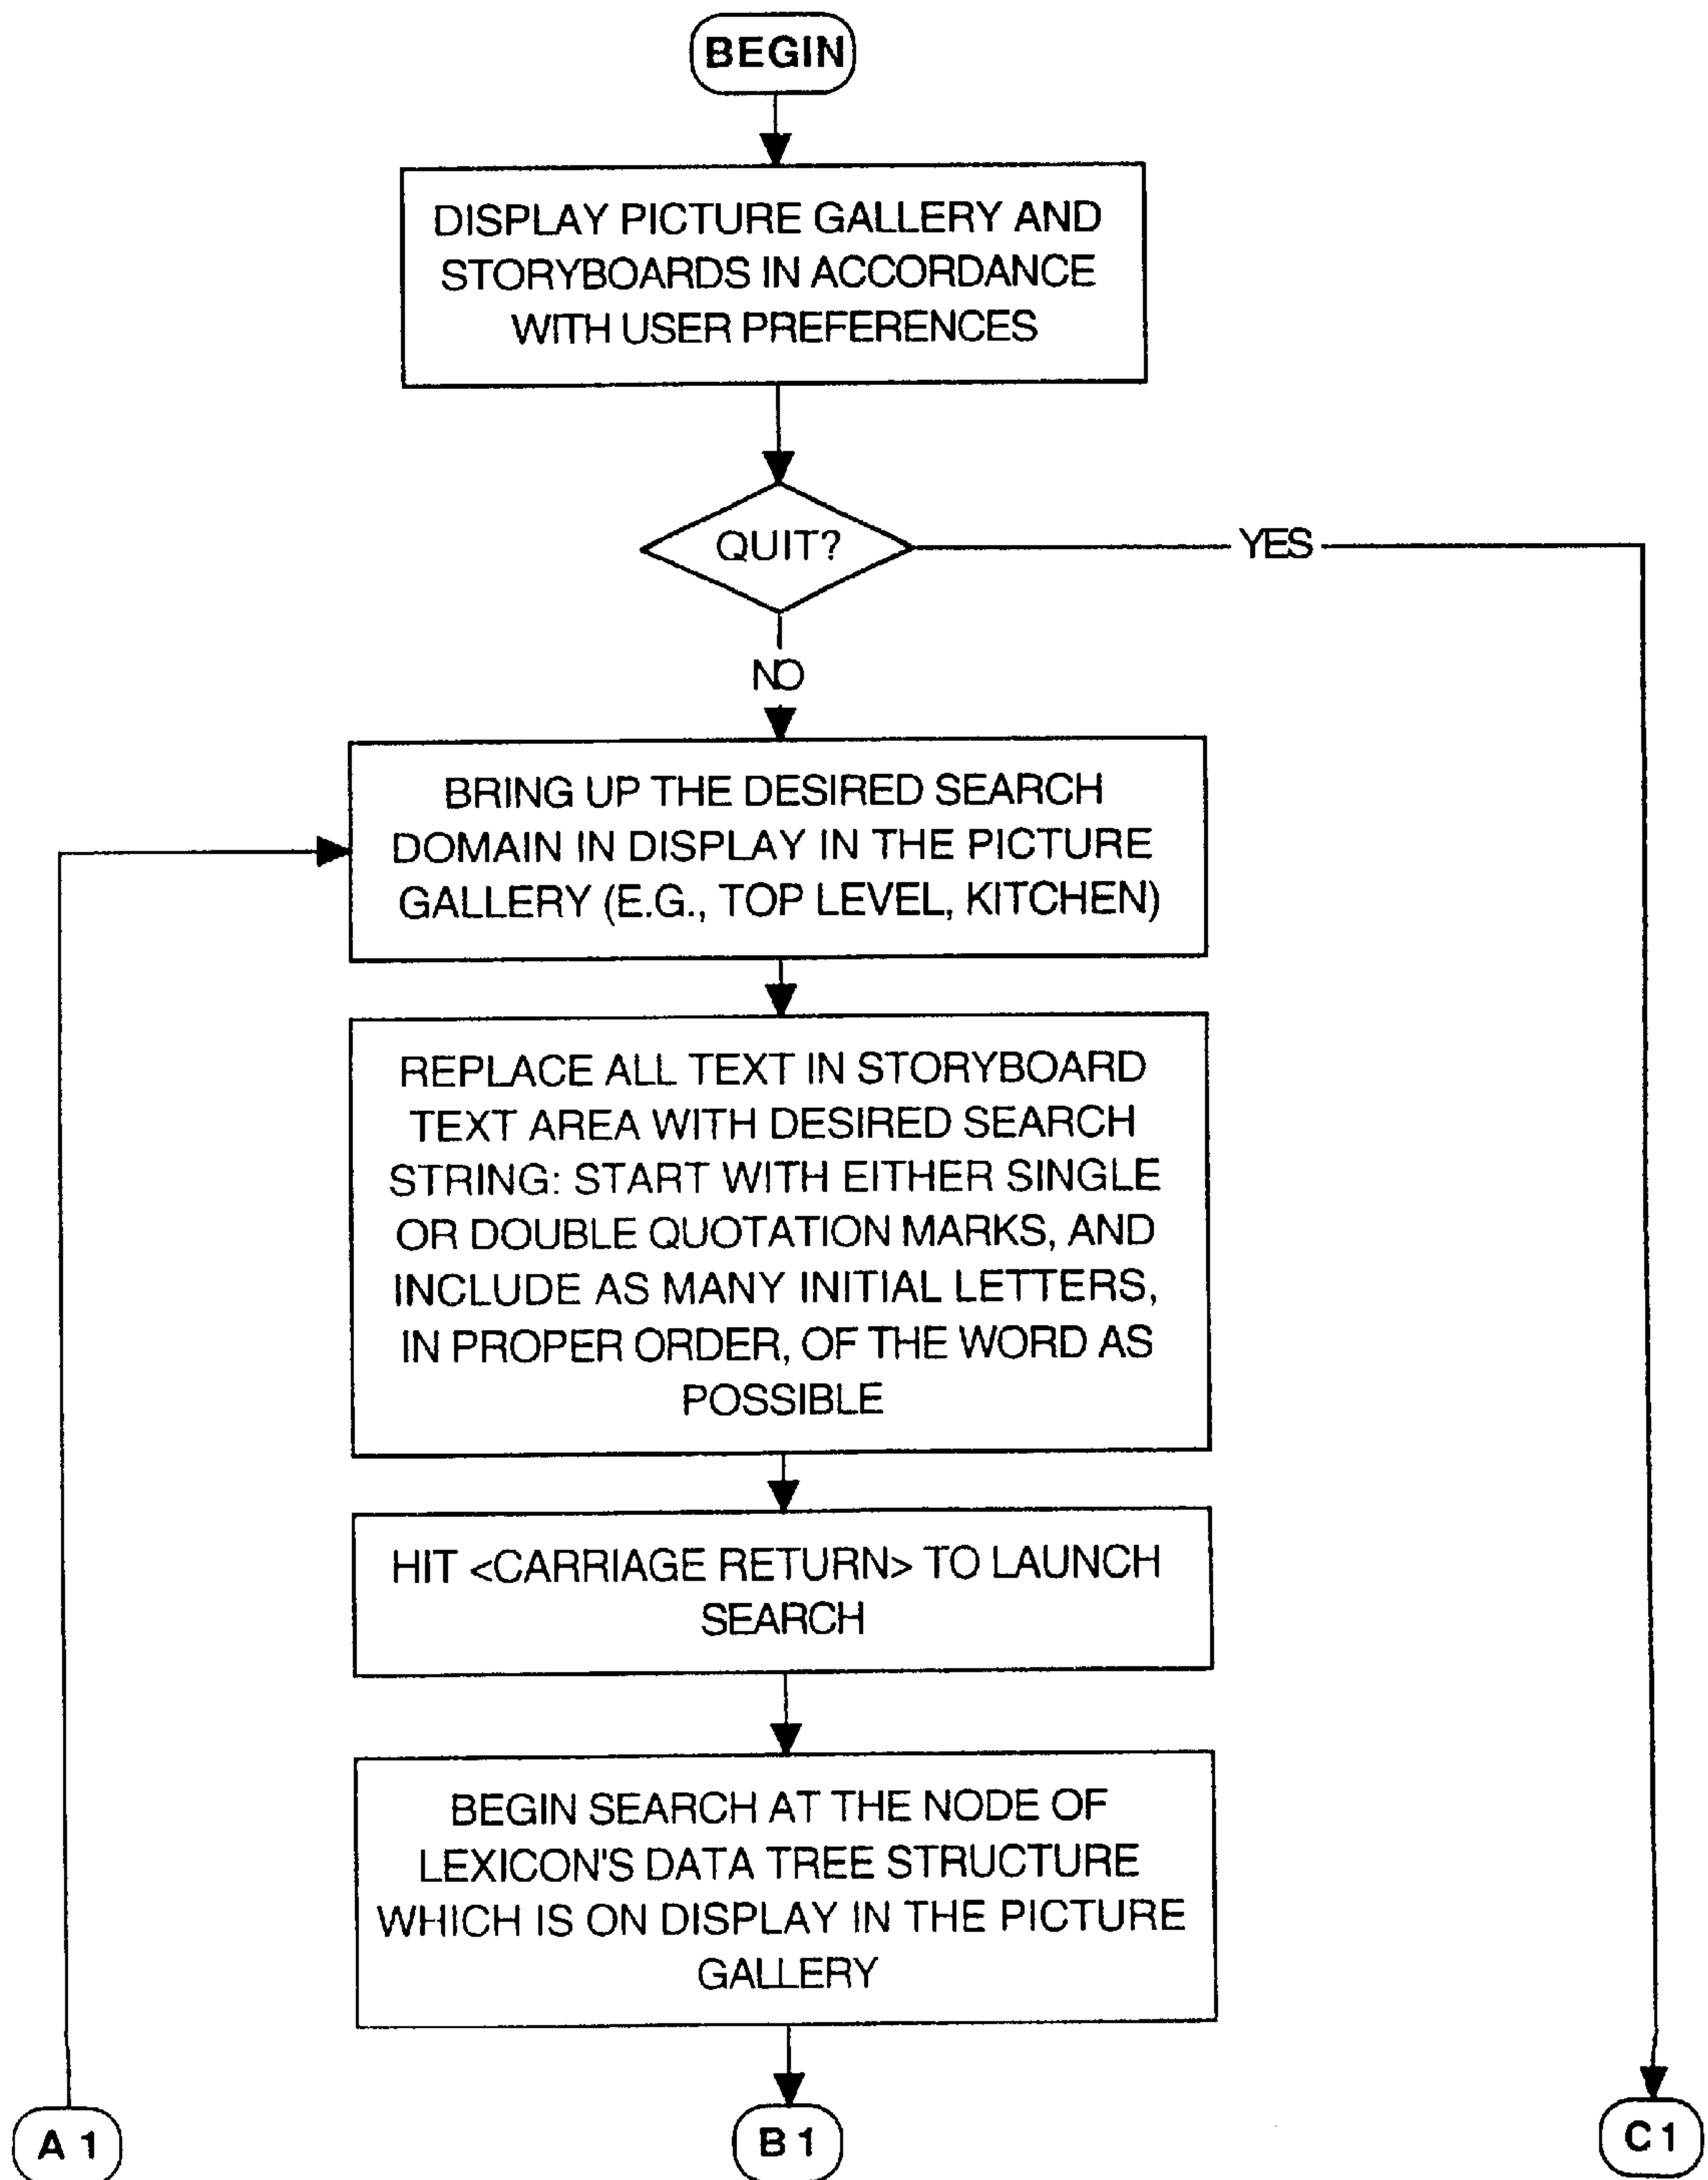 BEGIN
DISPLAY PICTURE GALLERY AND
STORYBOARDS IN ACCORDANCE
WITH USER PREFERENCES
QUIT?
YES
NO
BRING UP THE DESIRED SEARCH
DOMAIN IN DISPLAY IN THE PICTURE
GALLERY (E.G., TOP LEVEL, KITCHEN)
REPLACE ALL TEXT IN STORYBOARD
TEXT AREA WITH DESIRED SEARCH
STRING: START WITH EITHER SINGLE
OR DOUBLE QUOTATION MARKS, AND
INCLUDE AS MANY INITIAL LETTERS,
IN PROPER ORDER, OF THE WORD AS
POSSIBLE
HIT <CARRIAGE RETURN> TO LAUNCH
SEARCH
BEGIN SEARCH AT THE NODE OF
LEXICON'S DATA TREE STRUCTURE
WHICH IS ON DISPLAY IN THE PICTURE
GALLERY
A 1
B 1
C 1